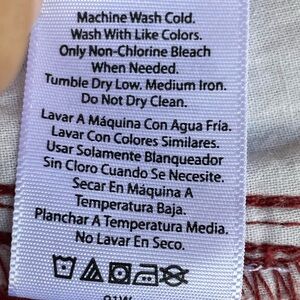 Machine Wash Cold.
Wash With Like Colors.
Only Non-Chlorine Bleach
When Needed.
Tumble Dry Low. Medium Iron.
Do Not Dry Clean.
Lavar A Máquina Con Agua Fría.
Lavar Con Colores Similares.
Usar Solamente Blanqueador
Sin Cloro Cuando Se Necesite.
Secar En Máquina A
Temperatura Baja.
Planchar A Temperatura Media.
No Lavar En Seco.